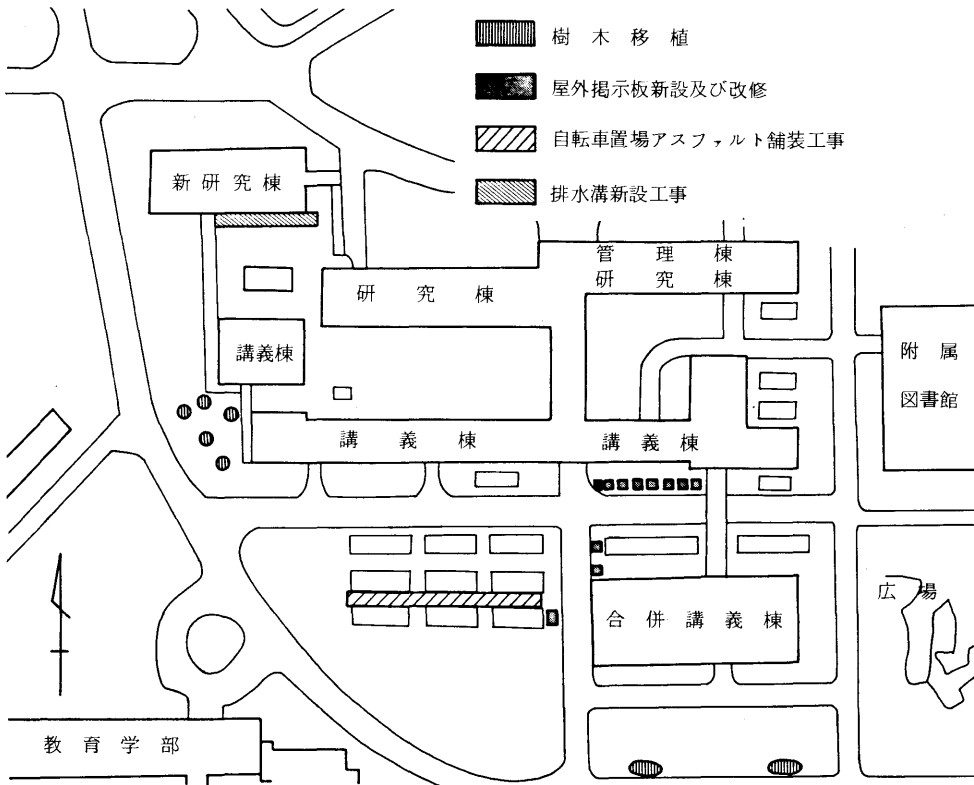 樹木移植
屋外掲示板新設及び改修
自転車置場アスファルト舗装工事
排水溝新設工事
新研究棟
管理棟
研究棟
研究棟
講義棟
附属
図書館
講義棟
講義棟
広場
合併講義棟
教育学部